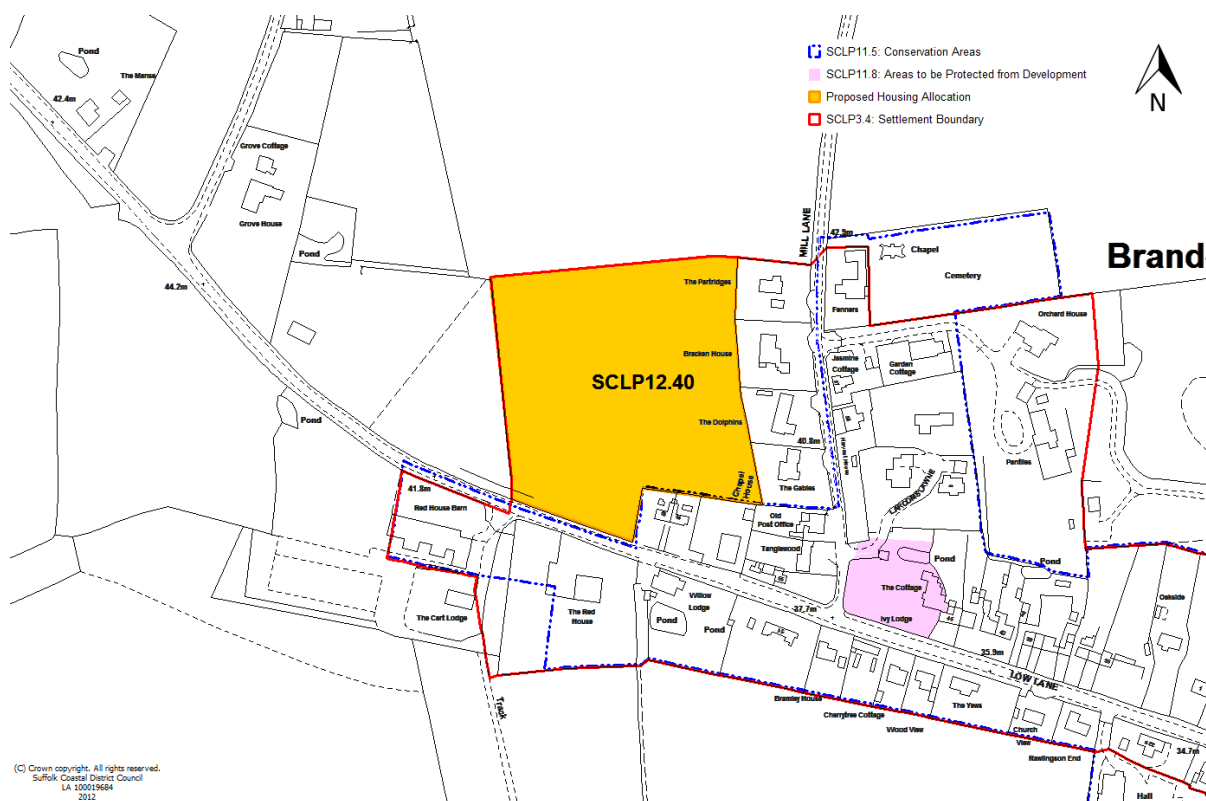 SCLP11.5: Conservation Areas
SCLP11.8: Areas to be Protected from Development
Proposed Housing Allocation
SCLP3.4: Settlement Boundary
N
Pond
The Manse
42.4m
Grove Cottage
Grove House
Pond
44.2m
MILL LANE
42.9m
Chapel
Cemetery
Brand
The Partridges
Fenners
Orchard House
Bracken House
Jasmine
Cottage
Garden
Cottage
SCLP12.40
The Dolphins
Pond
40.8m
Panfiles
Chapel
House
The Gables
41.8m
Red House Barn
Old
Post Office
Tanglewood
Pond
Pond
The Cottage
Oakside
The Cart Lodge
The Red
House
Willow
Lodge
37.7m
Ivy Lodge
Pond
Pond
35.9m
LOW LANE
Track
Bramley House
Cherrytree Cottage
Wood View
The Yews
Church
View
Rawlingson End
34.7m
Hall
(C) Crown copyright. All rights reserved.
Suffolk Coastal District Council
LA 100019684
2012